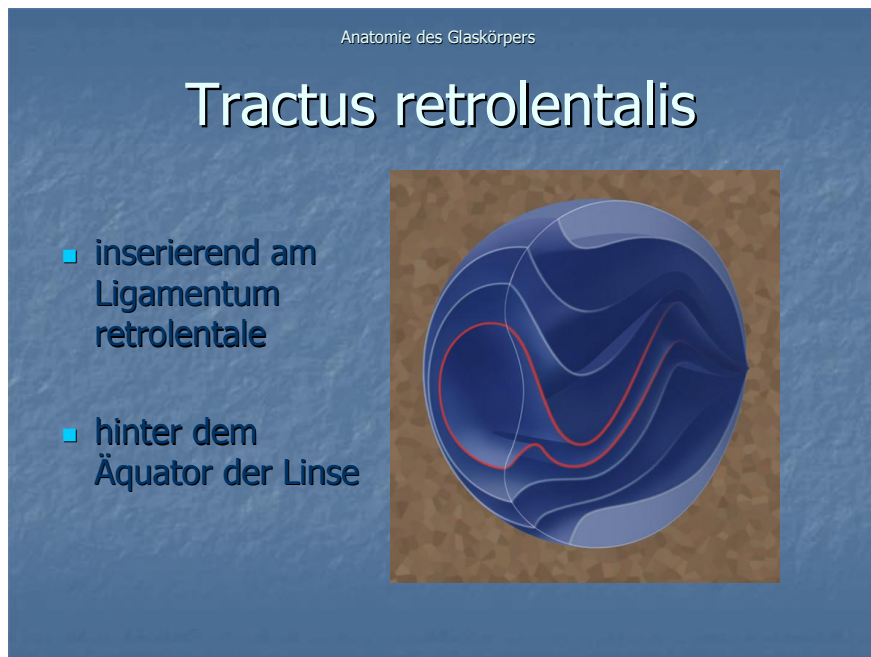 Anatomie des Glaskörpers
Tractus retrolentalis
inserierend am
Ligamentum
retrolentale
hinter dem
Äquator der Linse